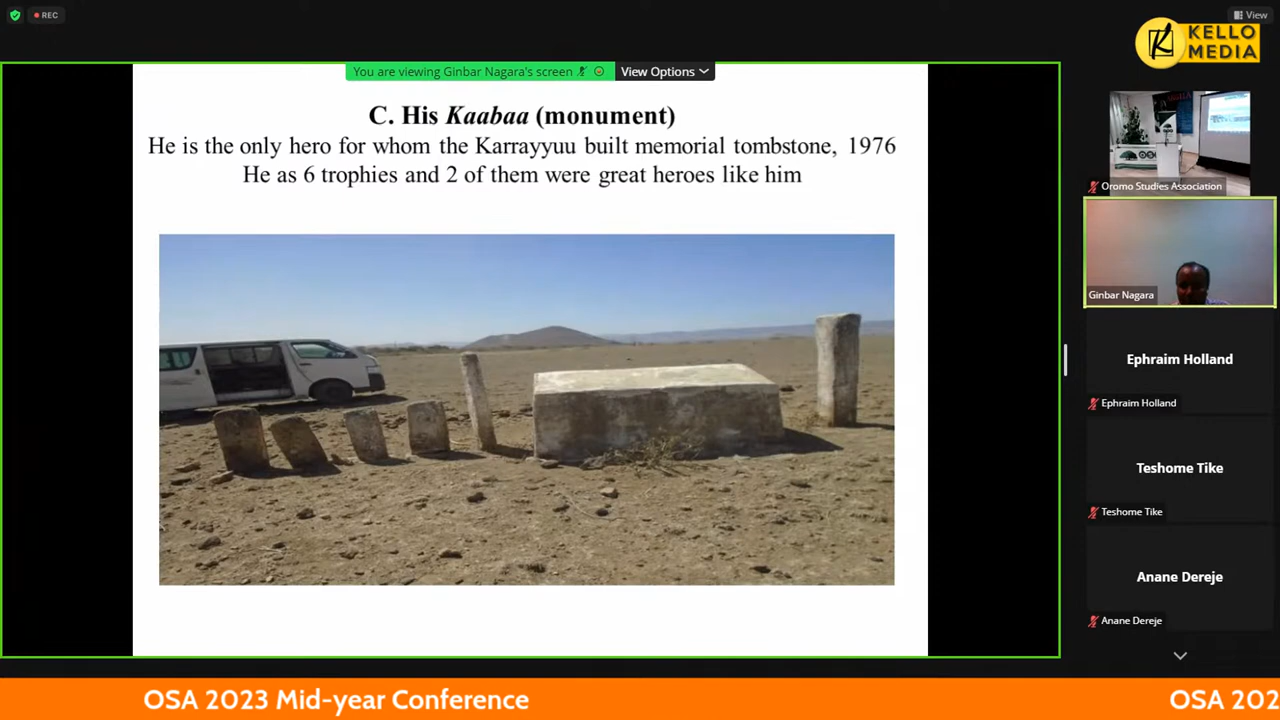 REC
View
KELLO
MEDIA
You are viewing Ginbar Nagara's screen
View Options
C. His Kaabaa (monument)
He is the only hero for whom the Karrayyuu built memorial tombstone, 1976
He as 6 trophies and 2 of them were great heroes like him
Oromo Studies Association
Ginbar Nagara
Ephraim Holland
Ephraim Holland
Teshome Tike
Teshome Tike
Anane Dereje
Anane Dereje
OSA 2023 Mid-year Conference
OSA 202